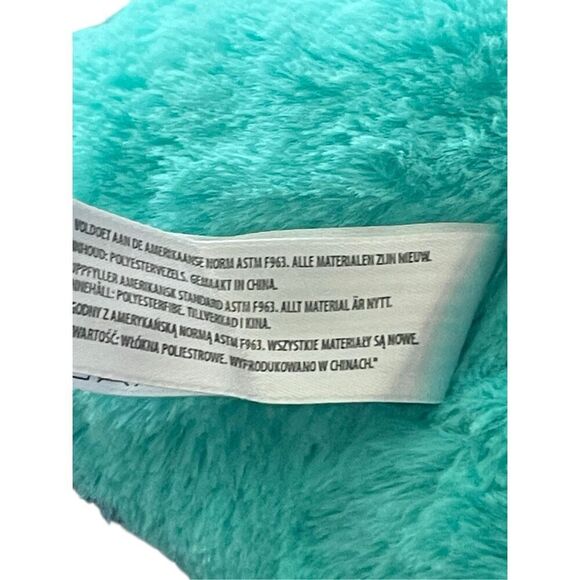 VOLDOET AAN DE AMERIKAANSE NORM ASTM F963. ALLE MATERIALEN ZIJN NIEUW.
INHOUD: POLYESTERVEZELS. GEMAAKT IN CHINA.
UPPFYLLER AMERIKANSK STANDARD ASTM F963. ALLT MATERIAL ÄR NYTT.
INNEHÅLL: POLYESTERFIBE. TILLVERKAD I KINA.
GODNY Z AMERYKAŃSKĄ NORMĄ ASTM F963. WSZYSTKIE MATERIAŁY SĄ NOWE.
WARTOŚĆ: WŁÓKNA POLIESTROWE. WYPRODUKOWANO W CHINACH."